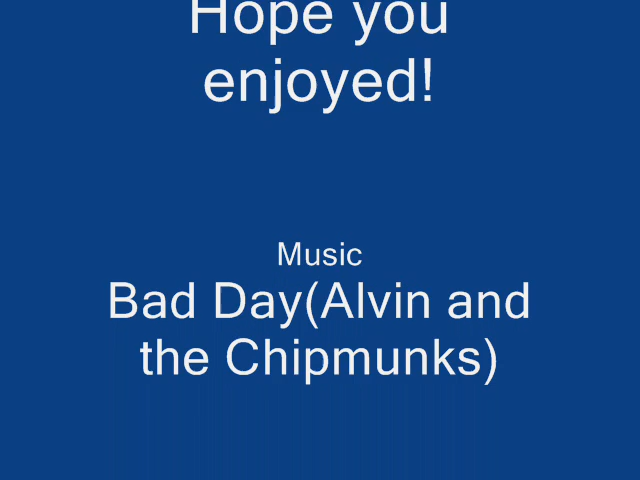 Hope you
enjoyed!
Music
Bad Day(Alvin and
the Chipmunks)